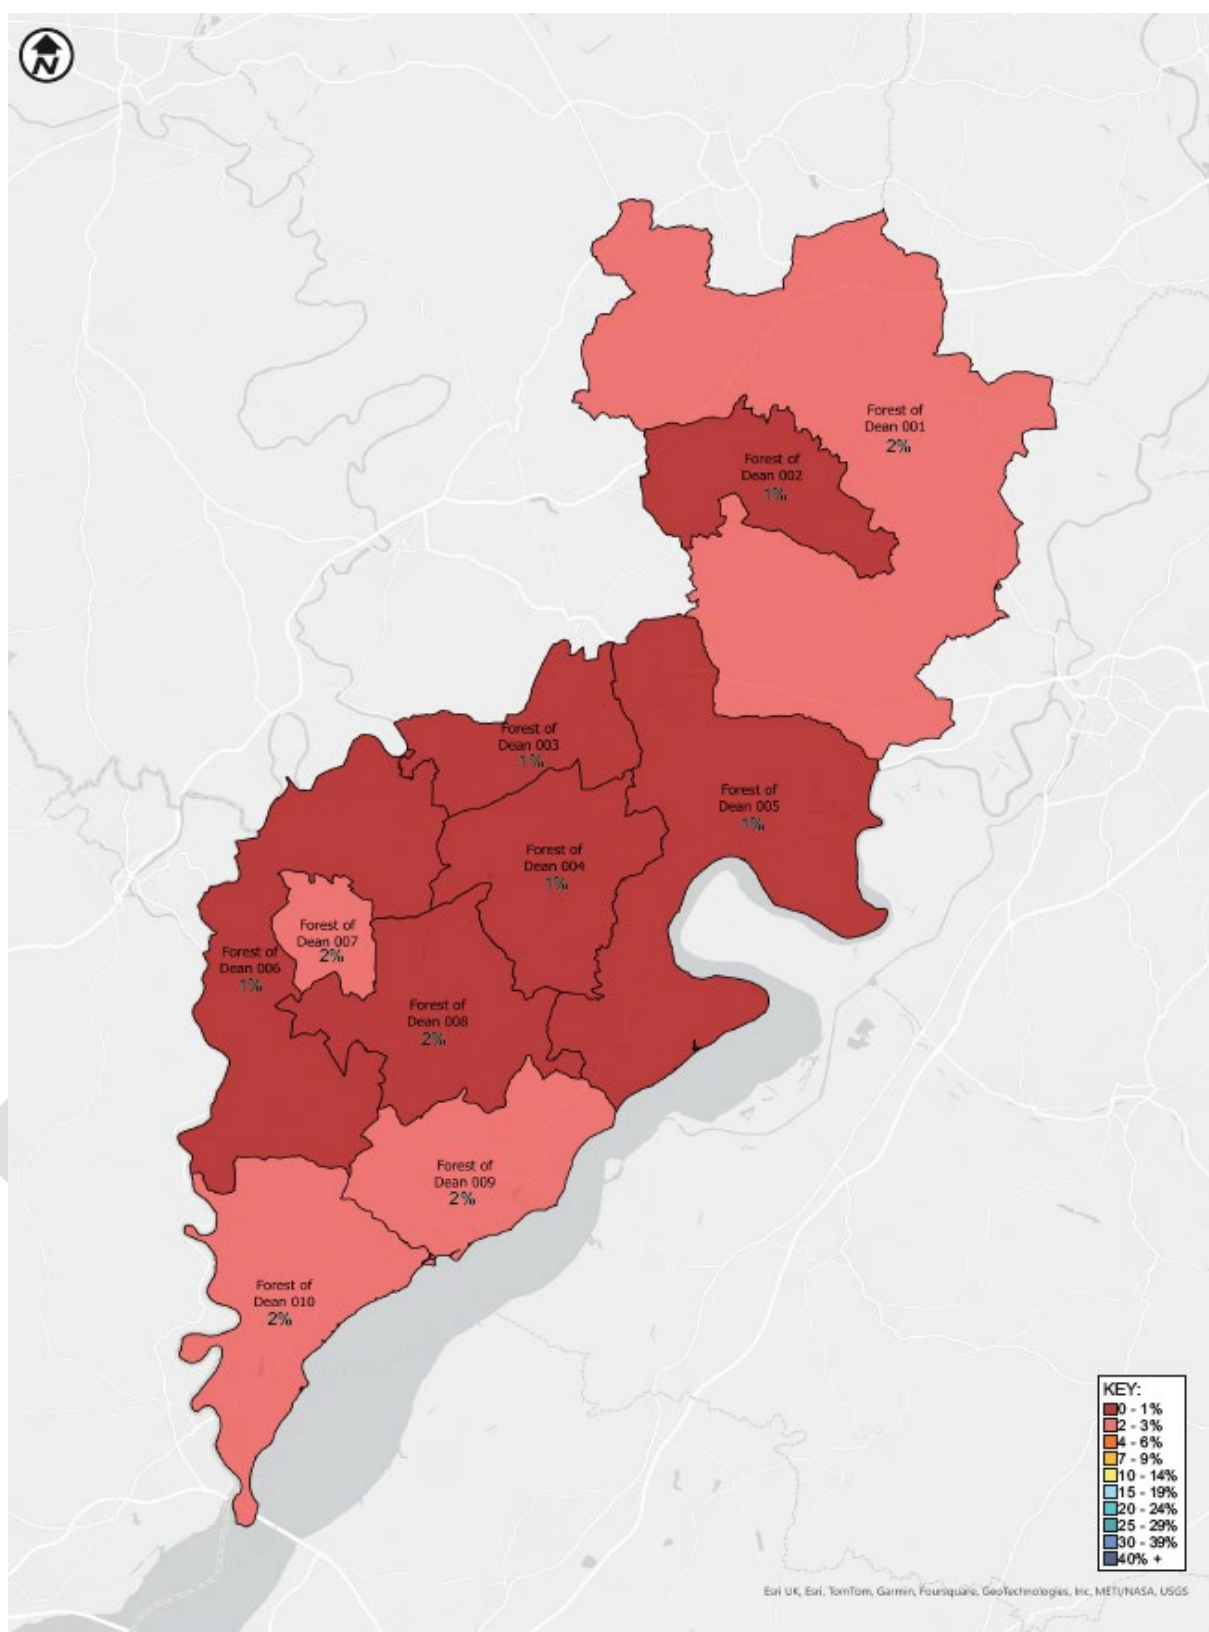 N
Forest of
Dean 001
2%
Forest of
Dean 002
1%
Forest of
Dean 003
1%
Forest of
Dean 005
1%
Forest of
Dean 004
1%
Forest of
Dean 007
2%
Forest of
Dean 006
1%
Forest of
Dean 008
2%
Forest of
Dean 009
2%
Forest of
Dean 010
2%
KEY:
0 - 1%
2 - 3%
4 - 6%
7 - 9%
10 - 14%
15 - 19%
20 - 24%
25 - 29%
30 - 39%
40% +
Esri UK, Esri, TomTom, Garmin, Foursquare, GeoTechnologies, Inc, METI/NASA, USGS